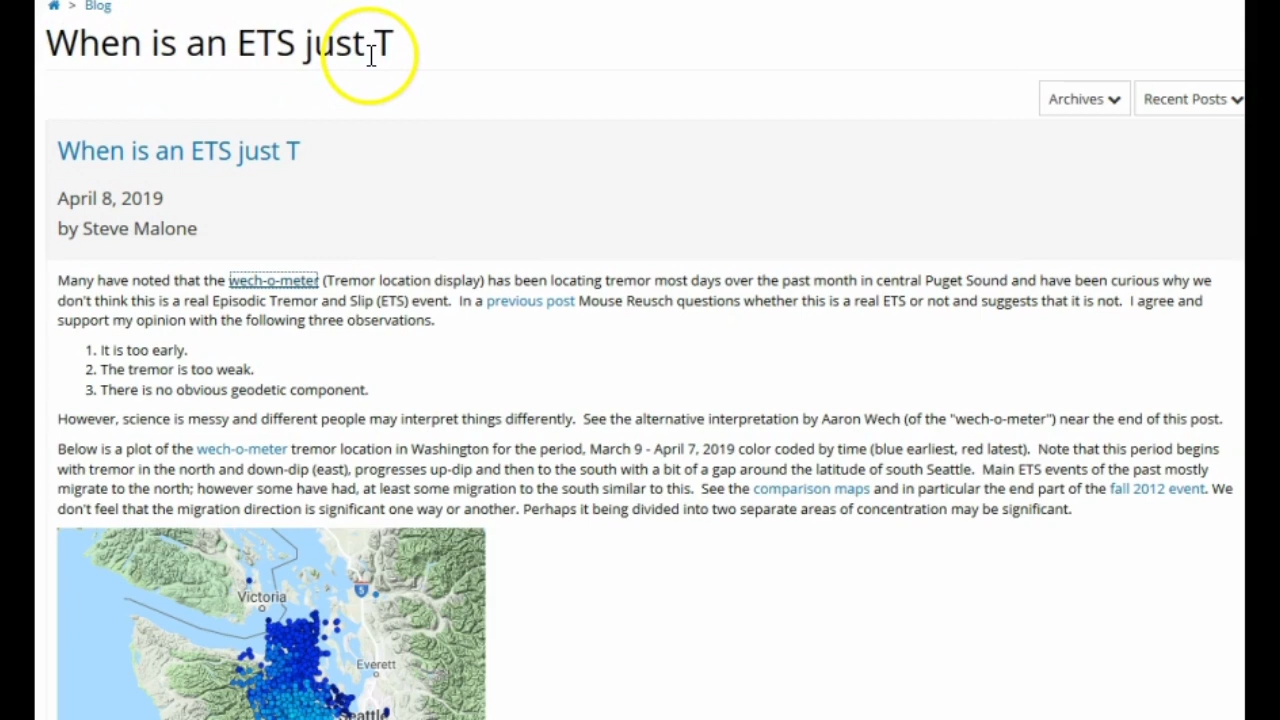 > Blog
When is an ETS just T
Archives
Recent Posts
When is an ETS just T
April 8, 2019
by Steve Malone
Many have noted that the wech-o-meter (Tremor location display) has been locating tremor most days over the past month in central Puget Sound and have been curious why we
don't think this is a real Episodic Tremor and Slip (ETS) event. In a previous post Mouse Reusch questions whether this is a real ETS or not and suggests that it is not. I agree and
support my opinion with the following three observations.
1. It is too early.
2. The tremor is too weak.
3. There is no obvious geodetic component.
However, science is messy and different people may interpret things differently. See the alternative interpretation by Aaron Wech (of the "wech-o-meter") near the end of this post.
Below is a plot of the wech-o-meter tremor location in Washington for the period, March 9 - April 7, 2019 color coded by time (blue earliest, red latest). Note that this period begins
with tremor in the north and down-dip (east), progresses up-dip and then to the south with a bit of a gap around the latitude of south Seattle. Main ETS events of the past mostly
migrate to the north; however some have had, at least some migration to the south similar to this. See the comparison maps and in particular the end part of the fall 2012 event. We
don't feel that the migration direction is significant one way or another. Perhaps it being divided into two separate areas of concentration may be significant.
5
Victoria
Everett
Seattle